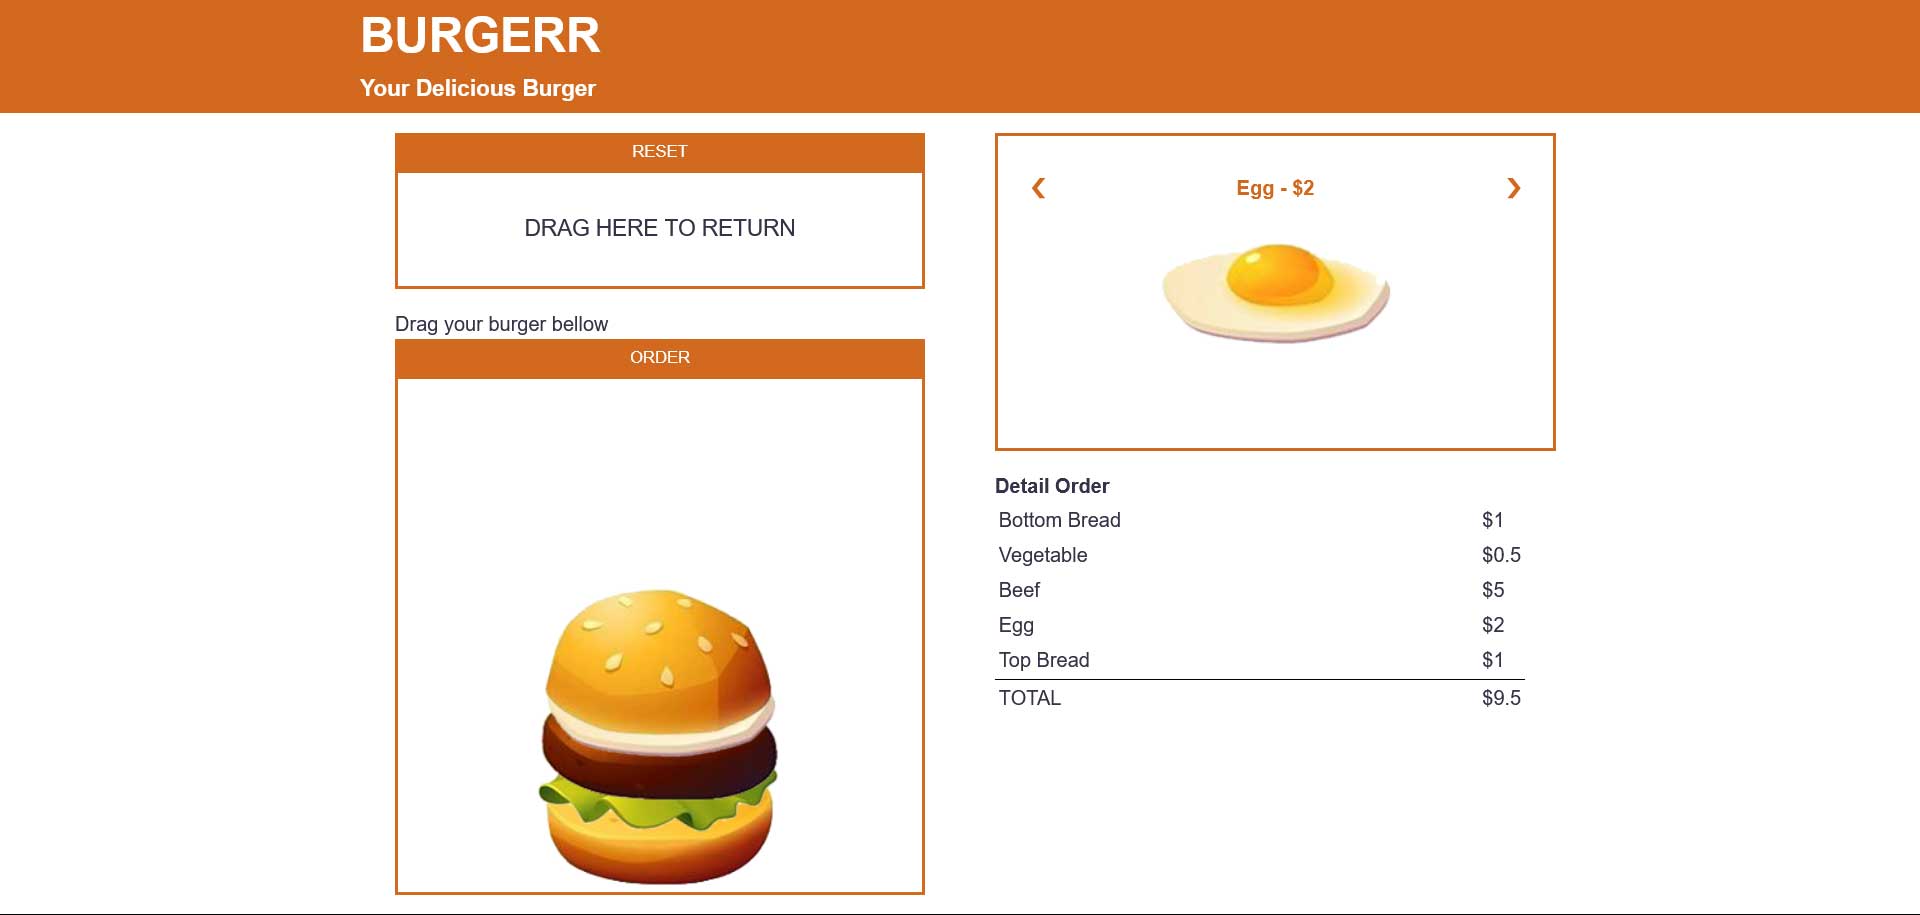 BURGERR
Your Delicious Burger
RESET
DRAG HERE TO RETURN
Drag your burger bellow
ORDER
❮ Egg - $2 ❯
Detail Order
Bottom Bread $1
Vegetable $0.5
Beef $5
Egg $2
Top Bread $1
TOTAL $9.5